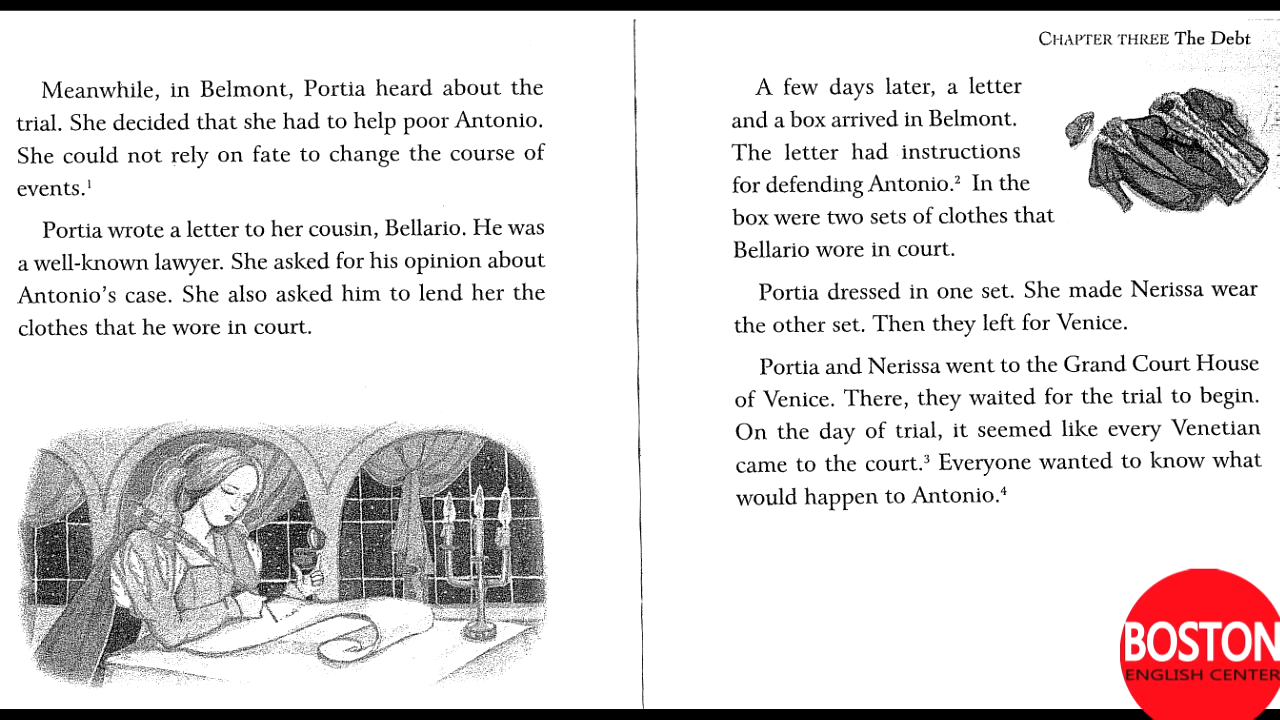 Meanwhile, in Belmont, Portia heard about the
trial. She decided that she had to help poor Antonio.
She could not rely on fate to change the course of
events.¹
Portia wrote a letter to her cousin, Bellario. He was
a well-known lawyer. She asked for his opinion about
Antonio's case. She also asked him to lend her the
clothes that he wore in court.
CHAPTER THREE The Debt
A few days later, a letter
and a box arrived in Belmont.
The letter had instructions
for defending Antonio.² In the
box were two sets of clothes that
Bellario wore in court.
Portia dressed in one set. She made Nerissa wear
the other set. Then they left for Venice.
Portia and Nerissa went to the Grand Court House
of Venice. There, they waited for the trial to begin.
On the day of trial, it seemed like every Venetian
came to the court.³ Everyone wanted to know what
would happen to Antonio.⁴
BOSTON
ENGLISH CENTER